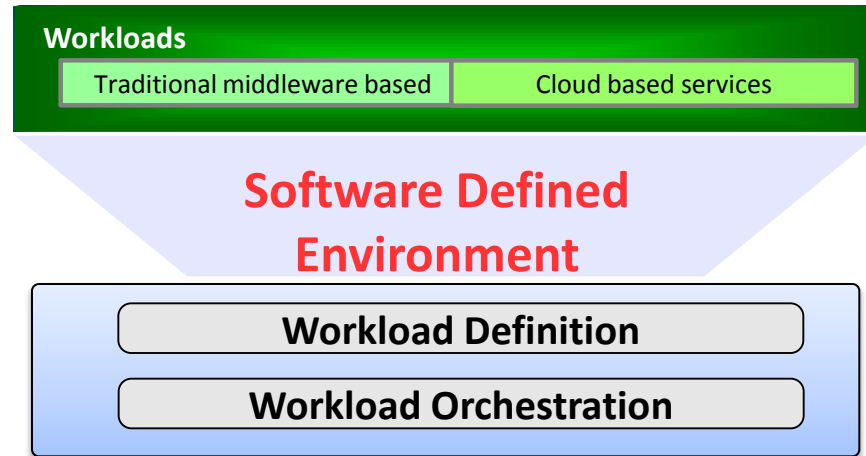 Workloads
Traditional middleware based
Cloud based services
Software Defined
Environment
Workload Definition
Workload Orchestration